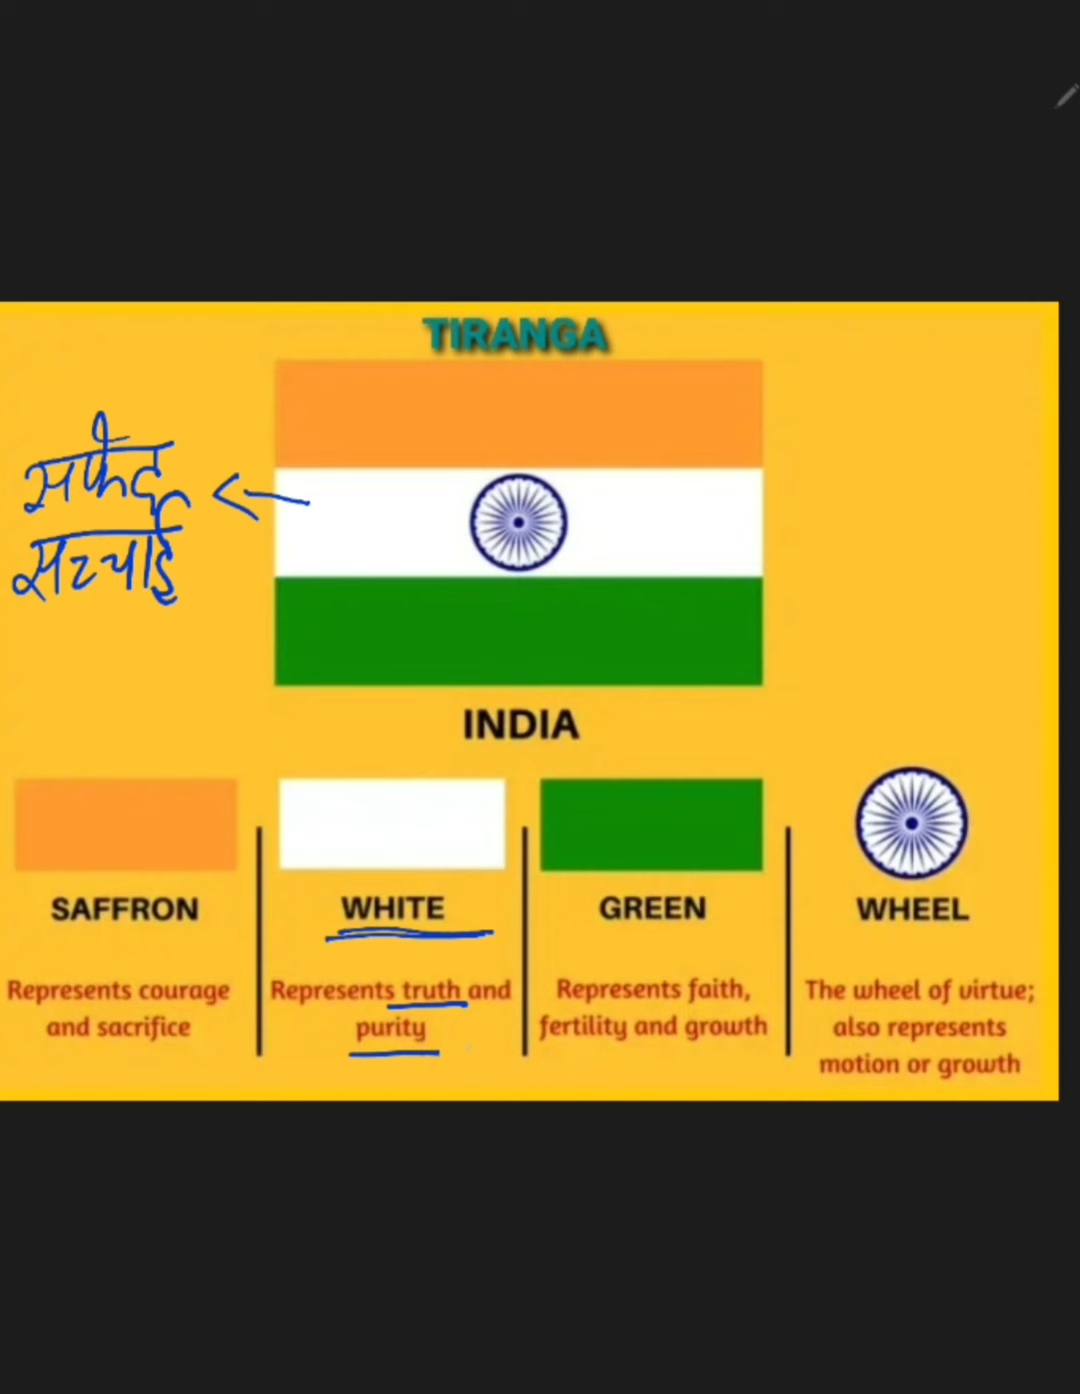 TIRANGA
सफेद
सच्चाई
INDIA
SAFFRON
Represents courage
and sacrifice
WHITE
Represents truth and
purity
GREEN
Represents faith,
fertility and growth
WHEEL
The wheel of virtue;
also represents
motion or growth